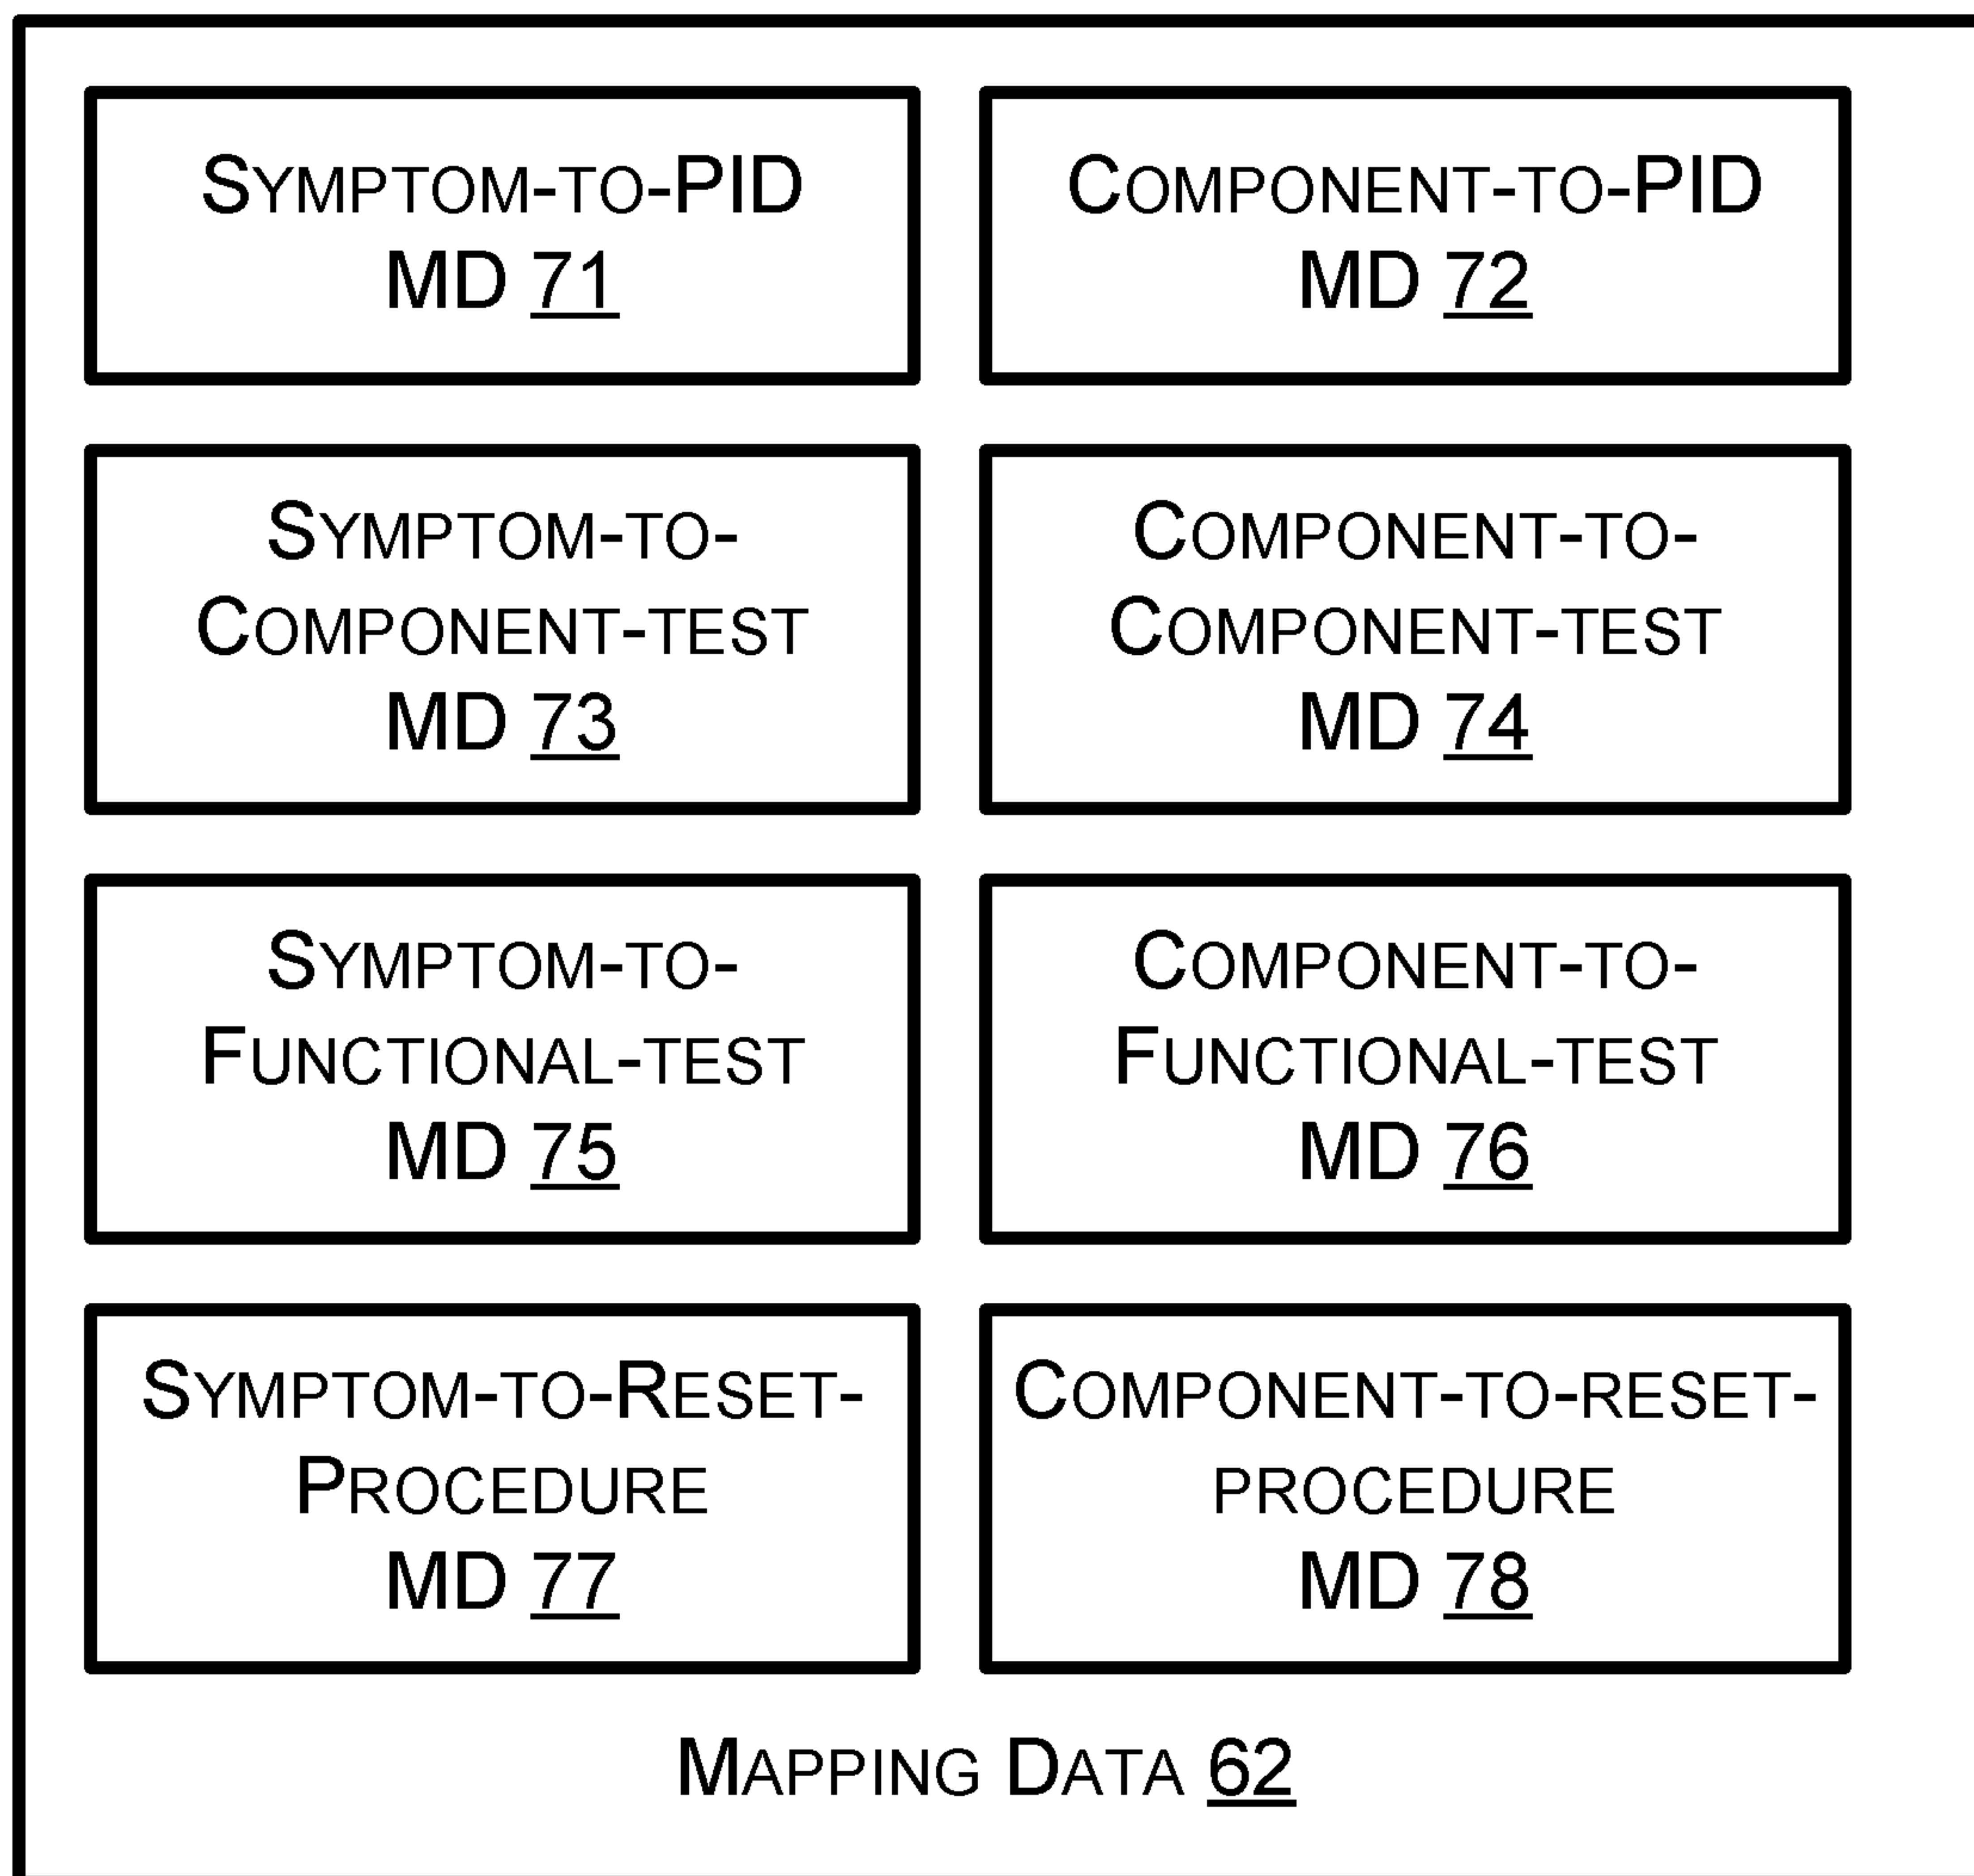 Symptom-to-PID
MD 71
Component-to-PID
MD 72
Symptom-to-
Component-test
MD 73
Component-to-
Component-test
MD 74
Symptom-to-
Functional-test
MD 75
Component-to-
Functional-test
MD 76
Symptom-to-Reset-
Procedure
MD 77
Component-to-reset-
procedure
MD 78
Mapping Data 62